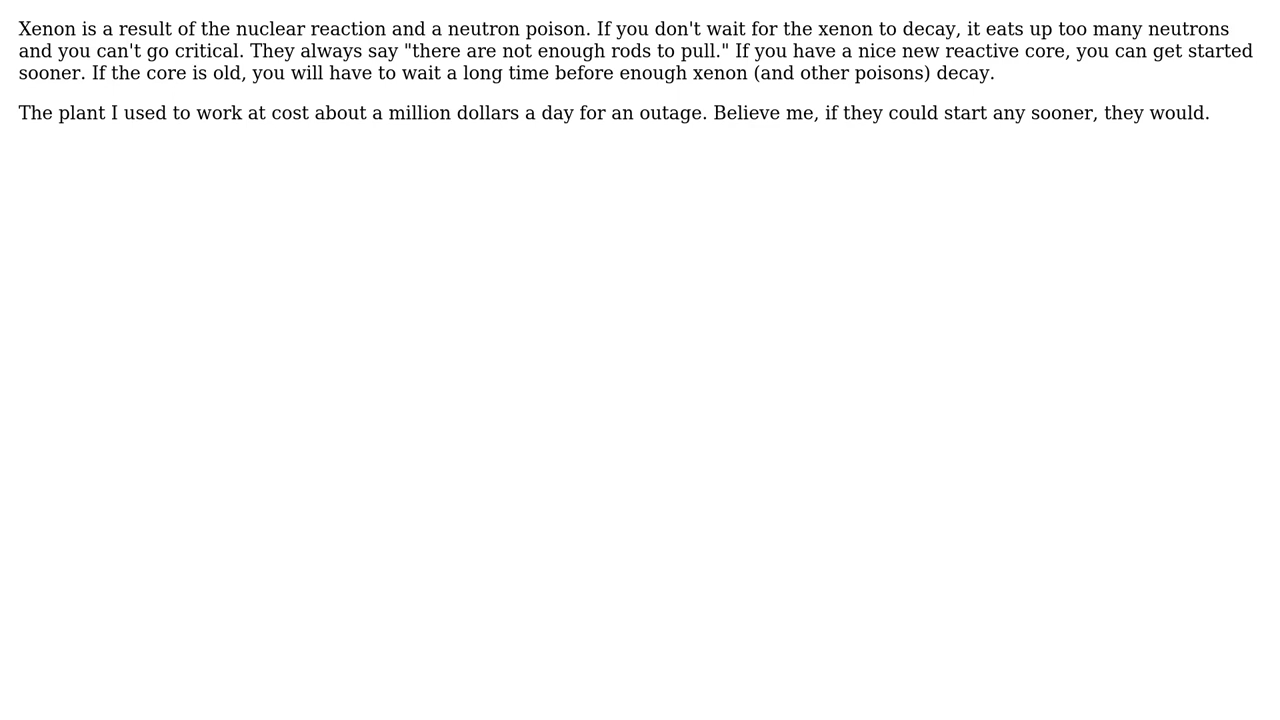 Xenon is a result of the nuclear reaction and a neutron poison. If you don't wait for the xenon to decay, it eats up too many neutrons
and you can't go critical. They always say "there are not enough rods to pull." If you have a nice new reactive core, you can get started
sooner. If the core is old, you will have to wait a long time before enough xenon (and other poisons) decay.
The plant I used to work at cost about a million dollars a day for an outage. Believe me, if they could start any sooner, they would.